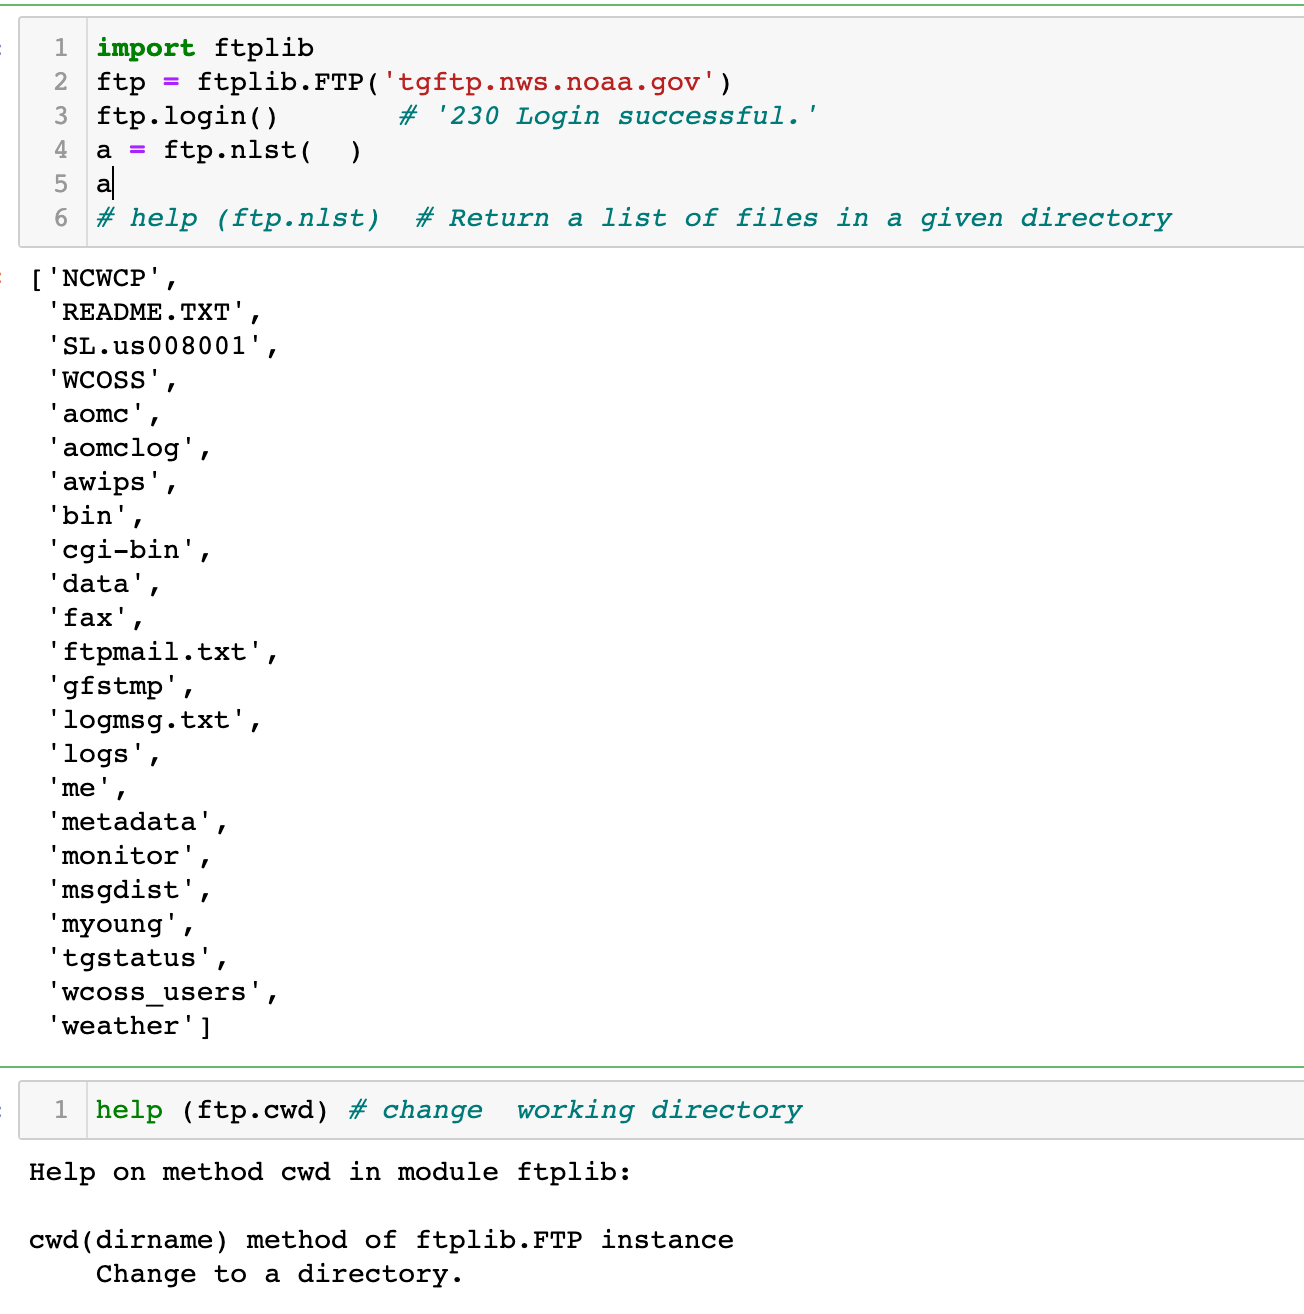 1 import ftplib
2 ftp = ftplib.FTP('tgftp.nws.noaa.gov')
3 ftp.login()       # '230 Login successful.'
4 a = ftp.nlst(  )
5 a
6 # help (ftp.nlst)  # Return a list of files in a given directory
['NCWCP',
'README.TXT',
'SL.us008001',
'WCOSS',
'aomc',
'aomclog',
'awips',
'bin',
'cgi-bin',
'data',
'fax',
'ftpmail.txt',
'gfstmp',
'logmsg.txt',
'logs',
'me',
'metadata',
'monitor',
'msgdist',
'myoung',
'tgstatus',
'wcoss_users',
'weather']
1 help (ftp.cwd) # change  working directory
Help on method cwd in module ftplib:
cwd(dirname) method of ftplib.FTP instance
Change to a directory.